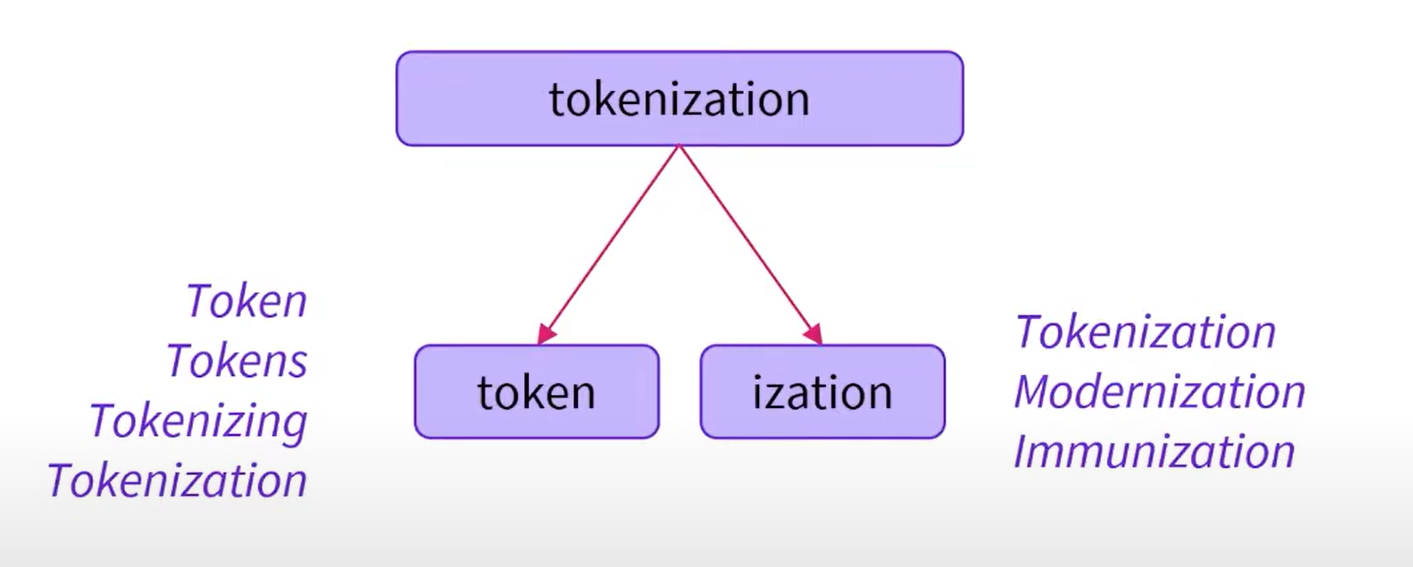 tokenization
Token
Tokens
Tokenizing
Tokenization
token
ization
Tokenization
Modernization
Immunization